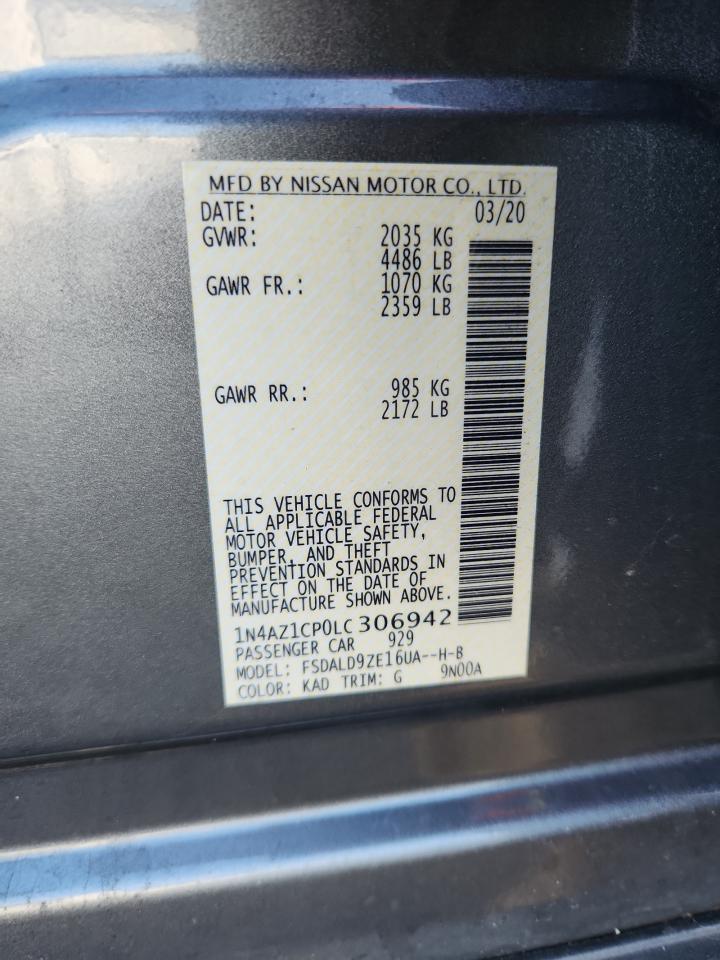 MFD BY NISSAN MOTOR CO., LTD.
DATE: 03/20
GVWR: 2035 KG
4486 LB
GAWR FR.: 1070 KG
2359 LB
GAWR RR.: 985 KG
2172 LB
THIS VEHICLE CONFORMS TO
ALL APPLICABLE FEDERAL
MOTOR VEHICLE SAFETY,
BUMPER, AND THEFT
PREVENTION STANDARDS IN
EFFECT ON THE DATE OF
MANUFACTURE SHOWN ABOVE.
1N4AZ1CP0LC306942
PASSENGER CAR 929
MODEL: FSDALD9ZE16UA--H-B
COLOR: KAD TRIM: G 9N00A